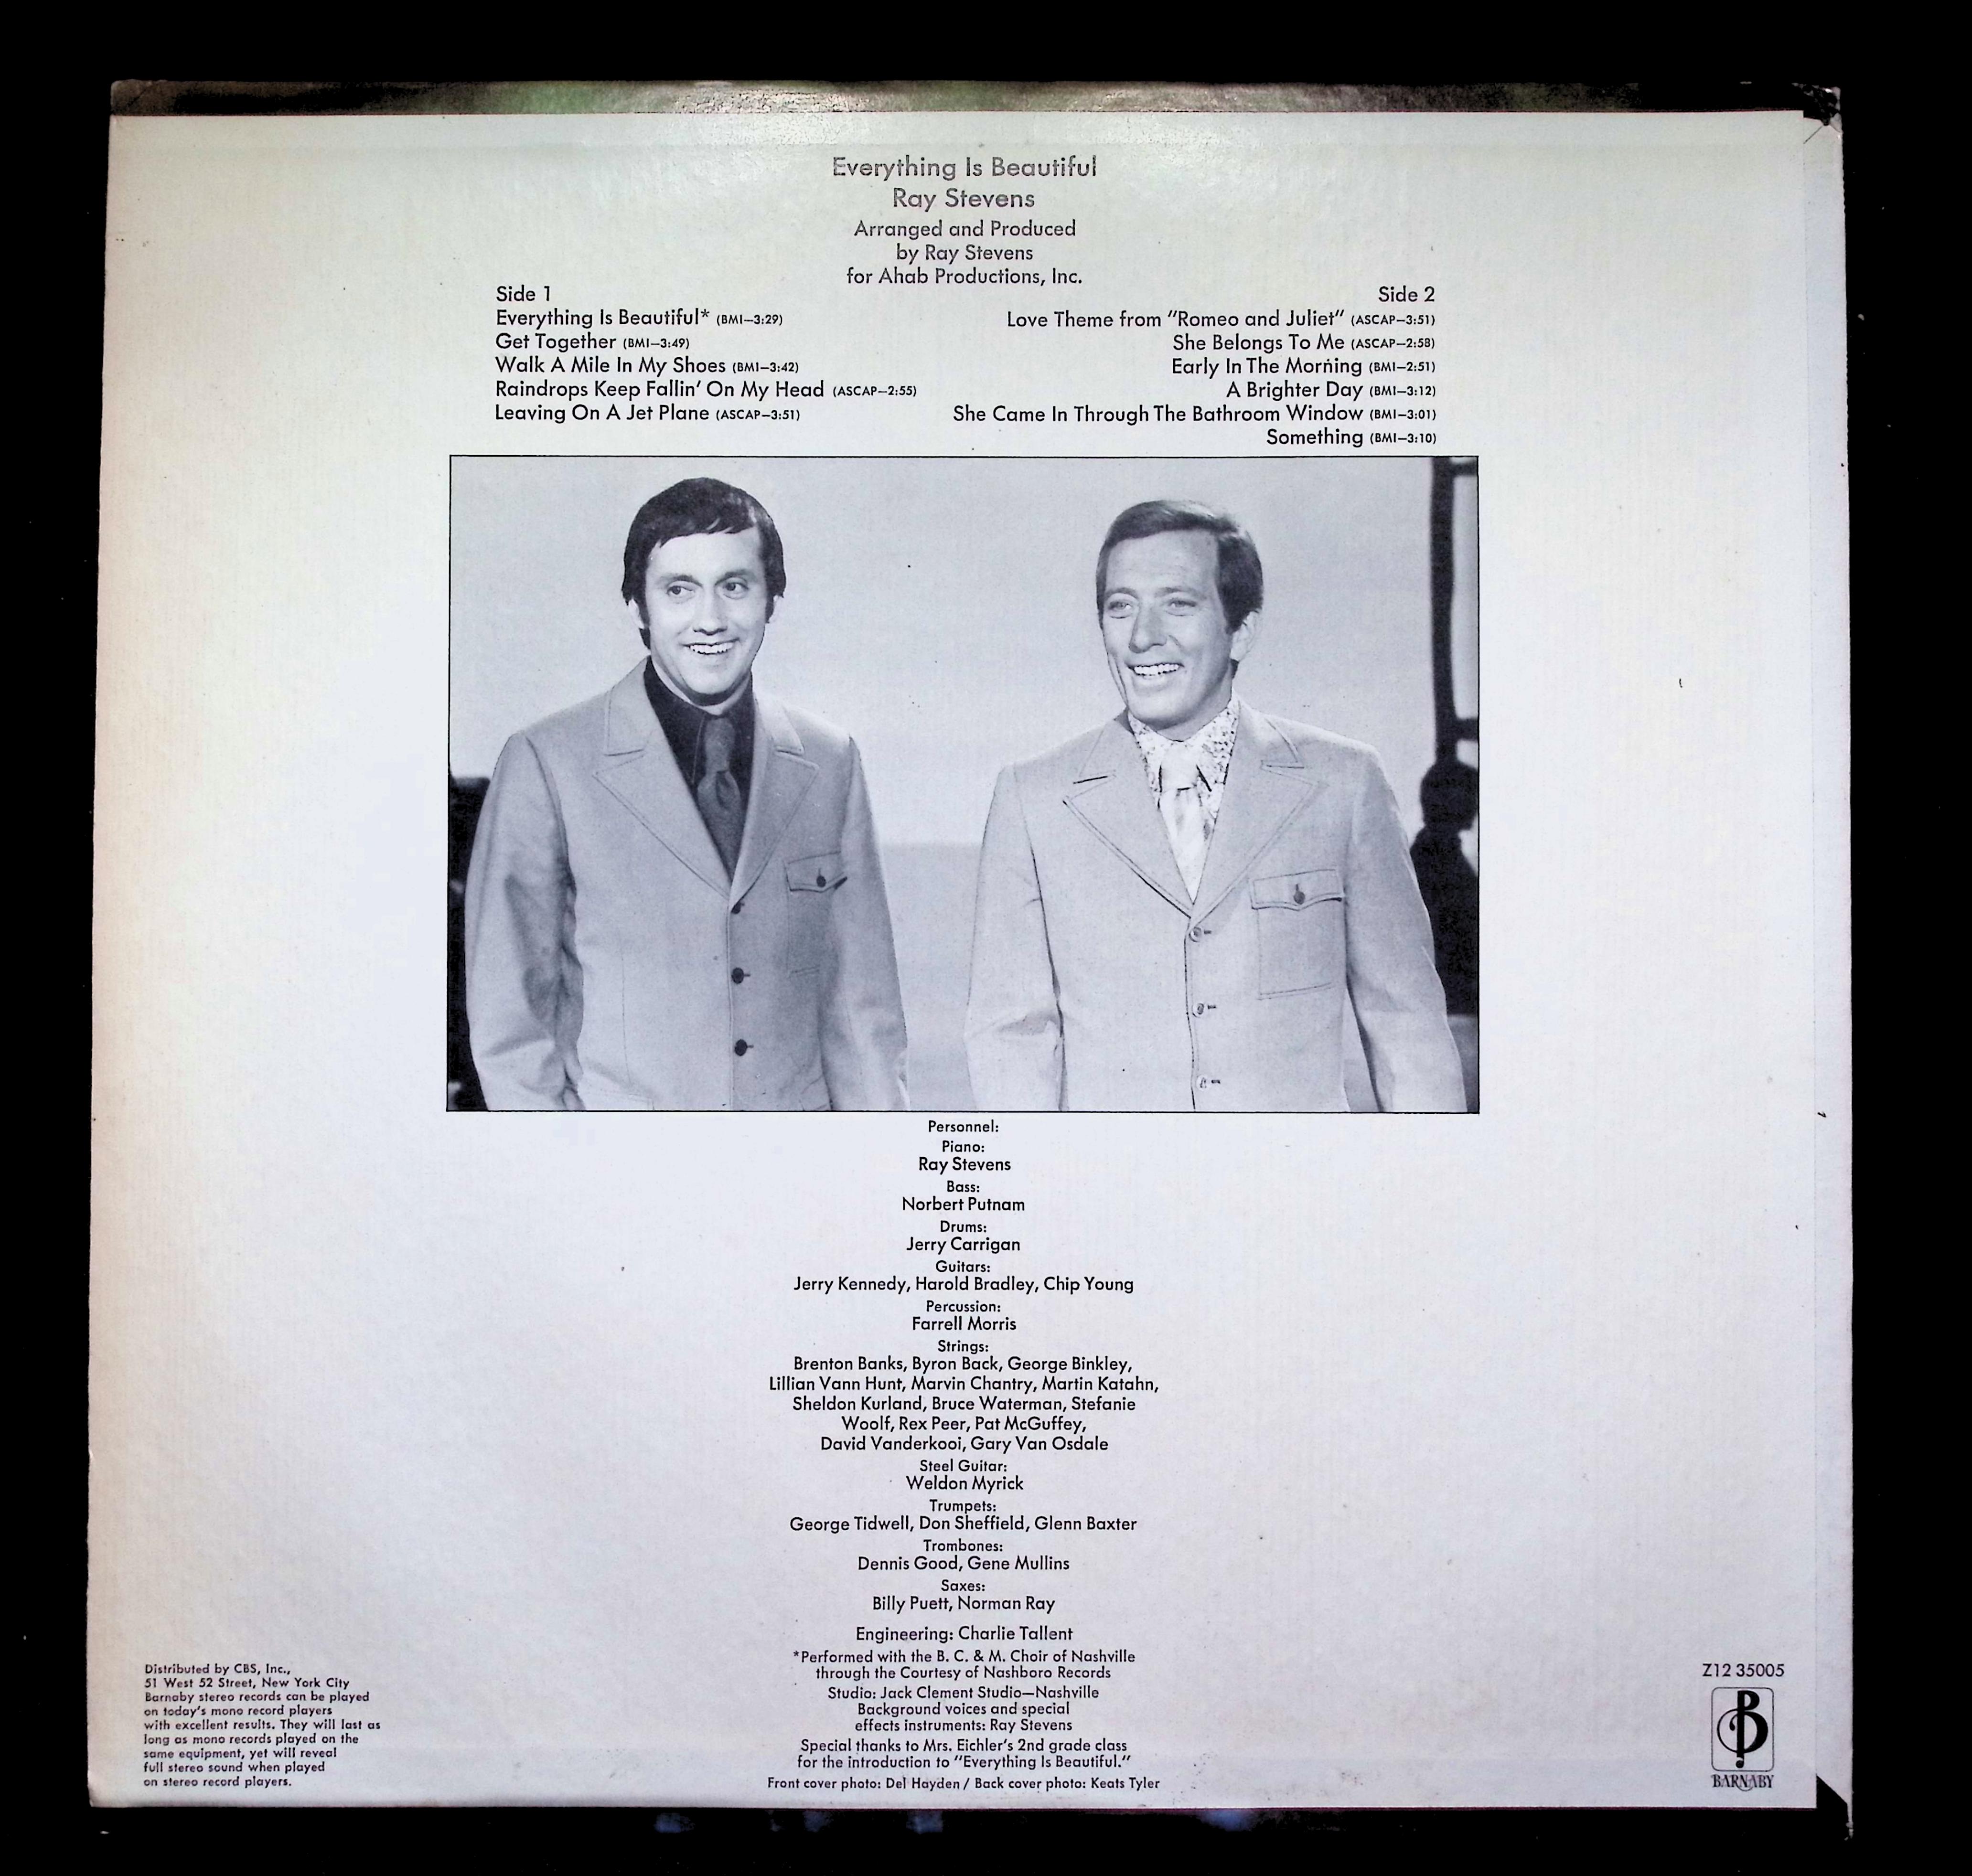 Everything Is Beautiful
Ray Stevens
Arranged and Produced
by Ray Stevens
for Ahab Productions, Inc.
Side 1
Everything Is Beautiful* (BMI—3:29)
Get Together (BMI—3:49)
Walk A Mile In My Shoes (BMI—3:42)
Raindrops Keep Fallin' On My Head (ASCAP—2:55)
Leaving On A Jet Plane (ASCAP—3:51)
Side 2
Love Theme from "Romeo and Juliet" (ASCAP—3:51)
She Belongs To Me (ASCAP—2:58)
Early In The Morning (BMI—2:51)
A Brighter Day (BMI—3:12)
She Came In Through The Bathroom Window (BMI—3:01)
Something (BMI—3:10)
Personnel:
Piano:
Ray Stevens
Bass:
Norbert Putnam
Drums:
Jerry Carrigan
Guitars:
Jerry Kennedy, Harold Bradley, Chip Young
Percussion:
Farrell Morris
Strings:
Brenton Banks, Byron Back, George Binkley,
Lillian Vann Hunt, Marvin Chantry, Martin Katahn,
Sheldon Kurland, Bruce Waterman, Stefanie
Woolf, Rex Peer, Pat McGuffey,
David Vanderkooi, Gary Van Osdale
Steel Guitar:
Weldon Myrick
Trumpets:
George Tidwell, Don Sheffield, Glenn Baxter
Trombones:
Dennis Good, Gene Mullins
Saxes:
Billy Puett, Norman Ray
Engineering: Charlie Tallent
*Performed with the B. C. & M. Choir of Nashville
through the Courtesy of Nashboro Records
Studio: Jack Clement Studio—Nashville
Background voices and special
effects instruments: Ray Stevens
Special thanks to Mrs. Eichler's 2nd grade class
for the introduction to "Everything Is Beautiful."
Front cover photo: Del Hayden / Back cover photo: Keats Tyler
Distributed by CBS, Inc.,
51 West 52 Street, New York City
Barnaby stereo records can be played
on today's mono record players
with excellent results. They will last as
long as mono records played on the
same equipment, yet will reveal
full stereo sound when played
on stereo record players.
Z12 35005
B
BARNABY